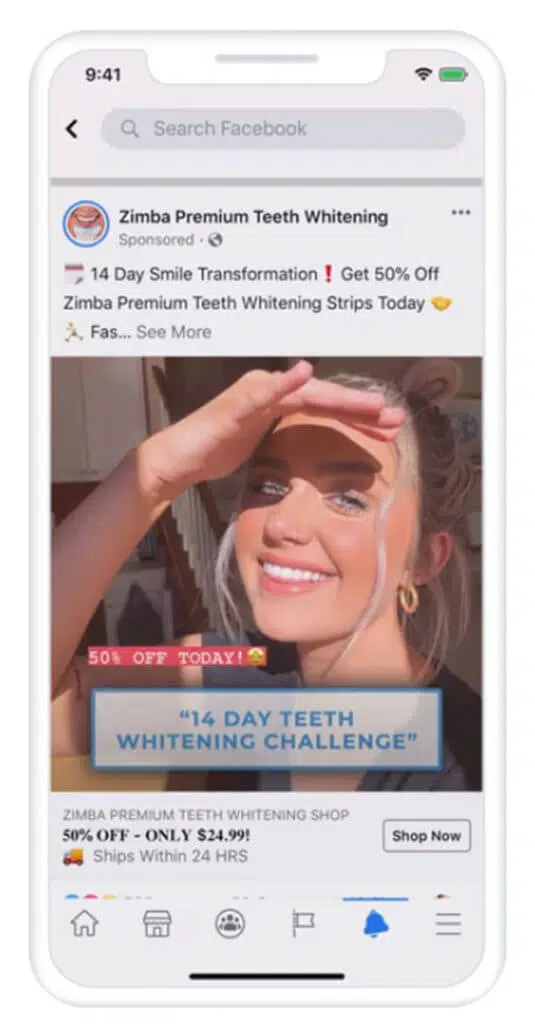 9:41
Search Facebook
Zimba Premium Teeth Whitening
Sponsored ·
14 Day Smile Transformation❗ Get 50% Off
Zimba Premium Teeth Whitening Strips Today
Fas... See More
50% OFF TODAY!
“14 DAY TEETH
WHITENING CHALLENGE”
ZIMBA PREMIUM TEETH WHITENING SHOP
50% OFF - ONLY $24.99!
Shop Now
Ships Within 24 HRS